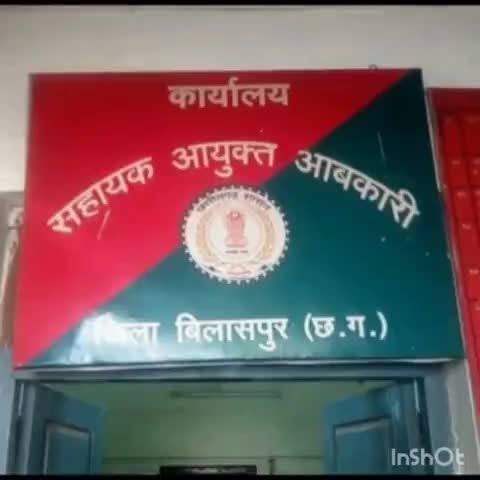 कार्यालय
सहायक आयुक्त आबकारी
जिला बिलासपुर (छ.ग.)
InShOt